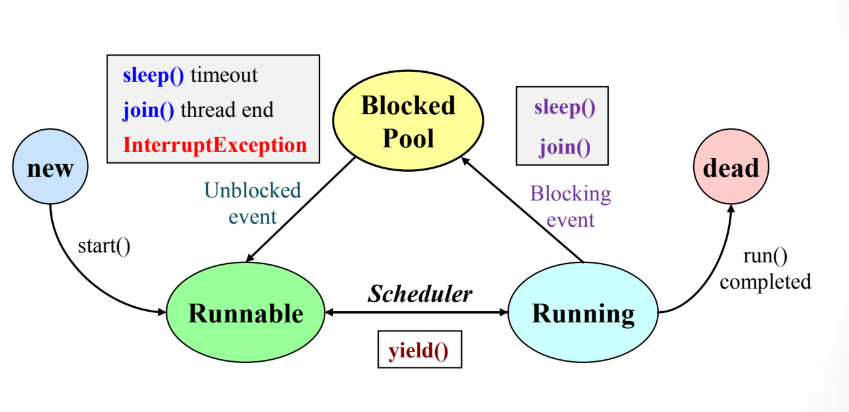 sleep() timeout
join() thread end
InterruptException
Blocked
Pool
sleep()
join()
new
dead
Unblocked
event
Blocking
event
start()
run()
completed
Scheduler
Runnable
Running
yield()